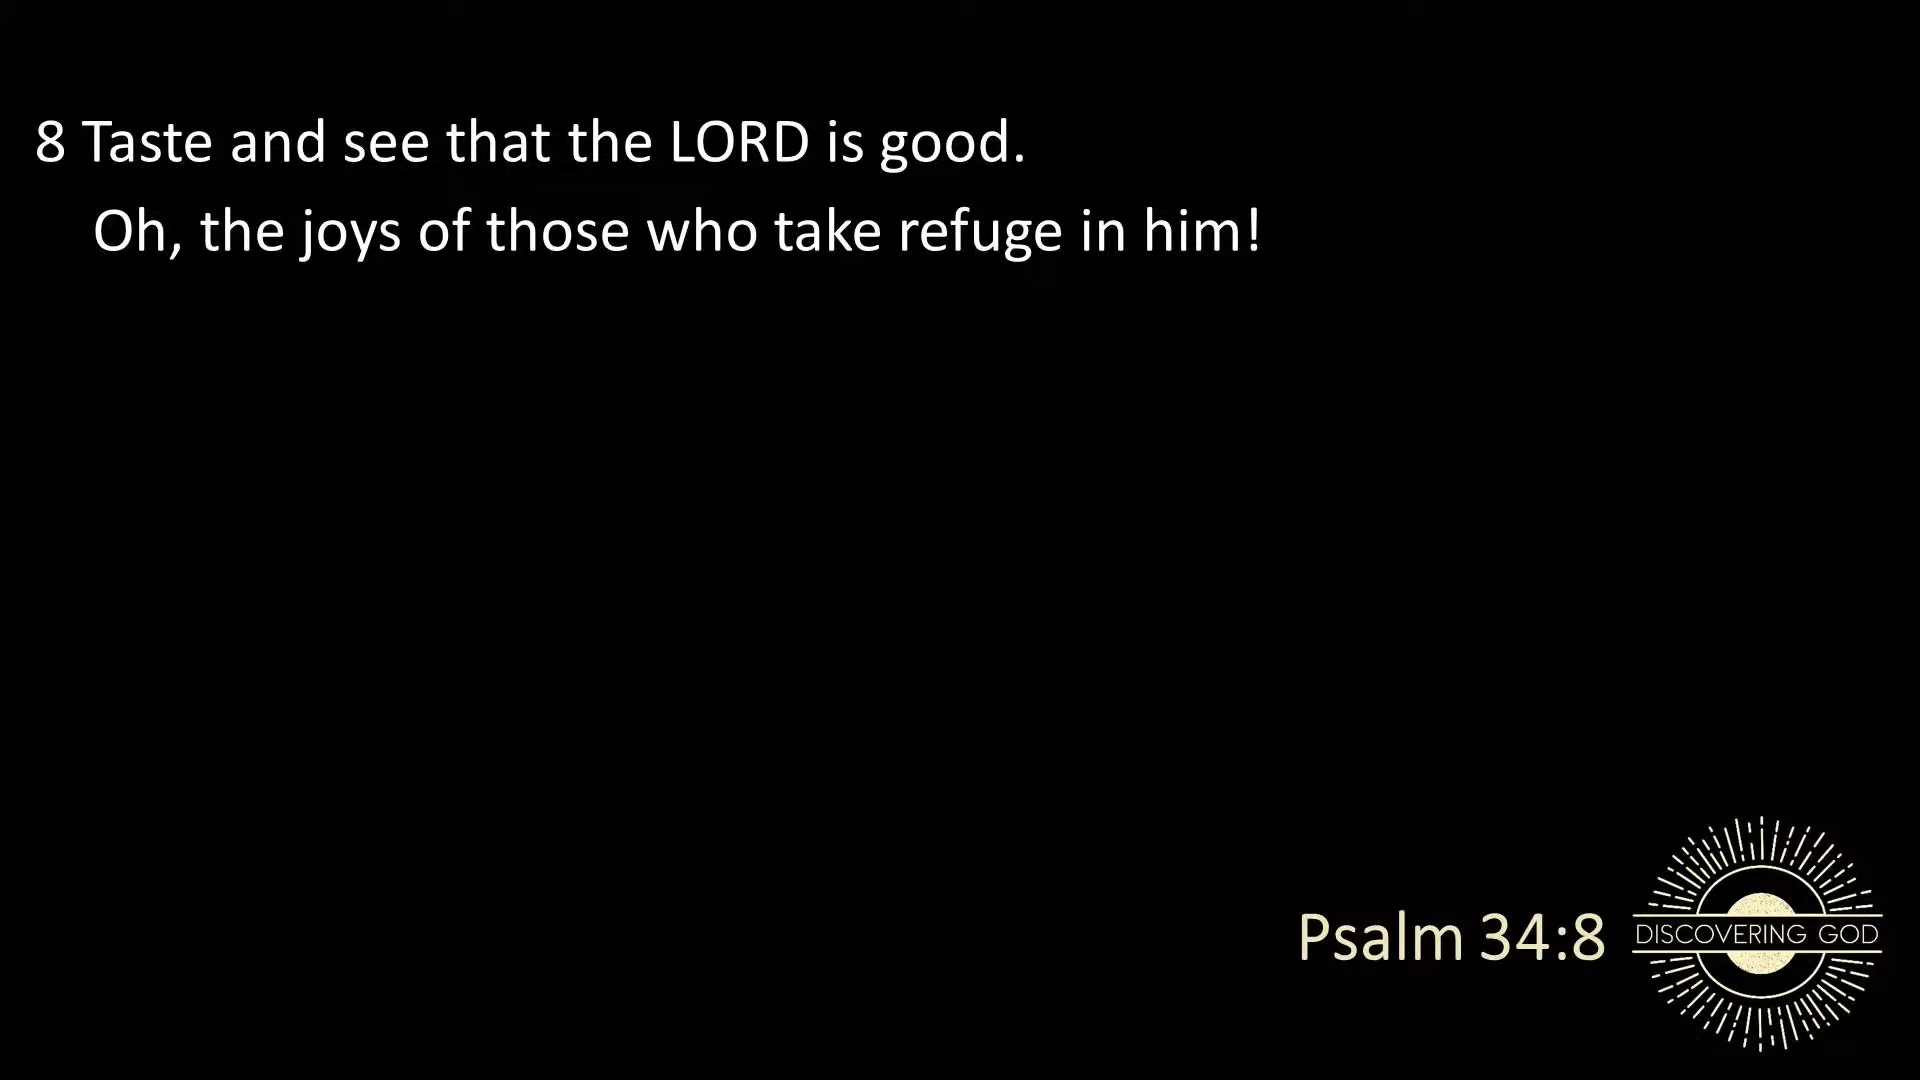 8 Taste and see that the LORD is good.
Oh, the joys of those who take refuge in him!
Psalm 34:8
DISCOVERING GOD